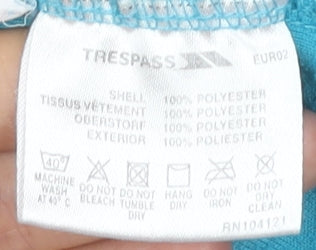 TRESPASS EUR02
SHELL 100% POLYESTER
TISSUS VÊTEMENT 100% POLYESTER
OBERSTOFF 100% POLYESTER
EXTERIOR 100% POLIESTER
40°
MACHINE WASH AT 40° C
DO NOT BLEACH
DO NOT TUMBLE DRY
HANG DRY
DO NOT IRON
DO NOT DRY CLEAN
RN104121